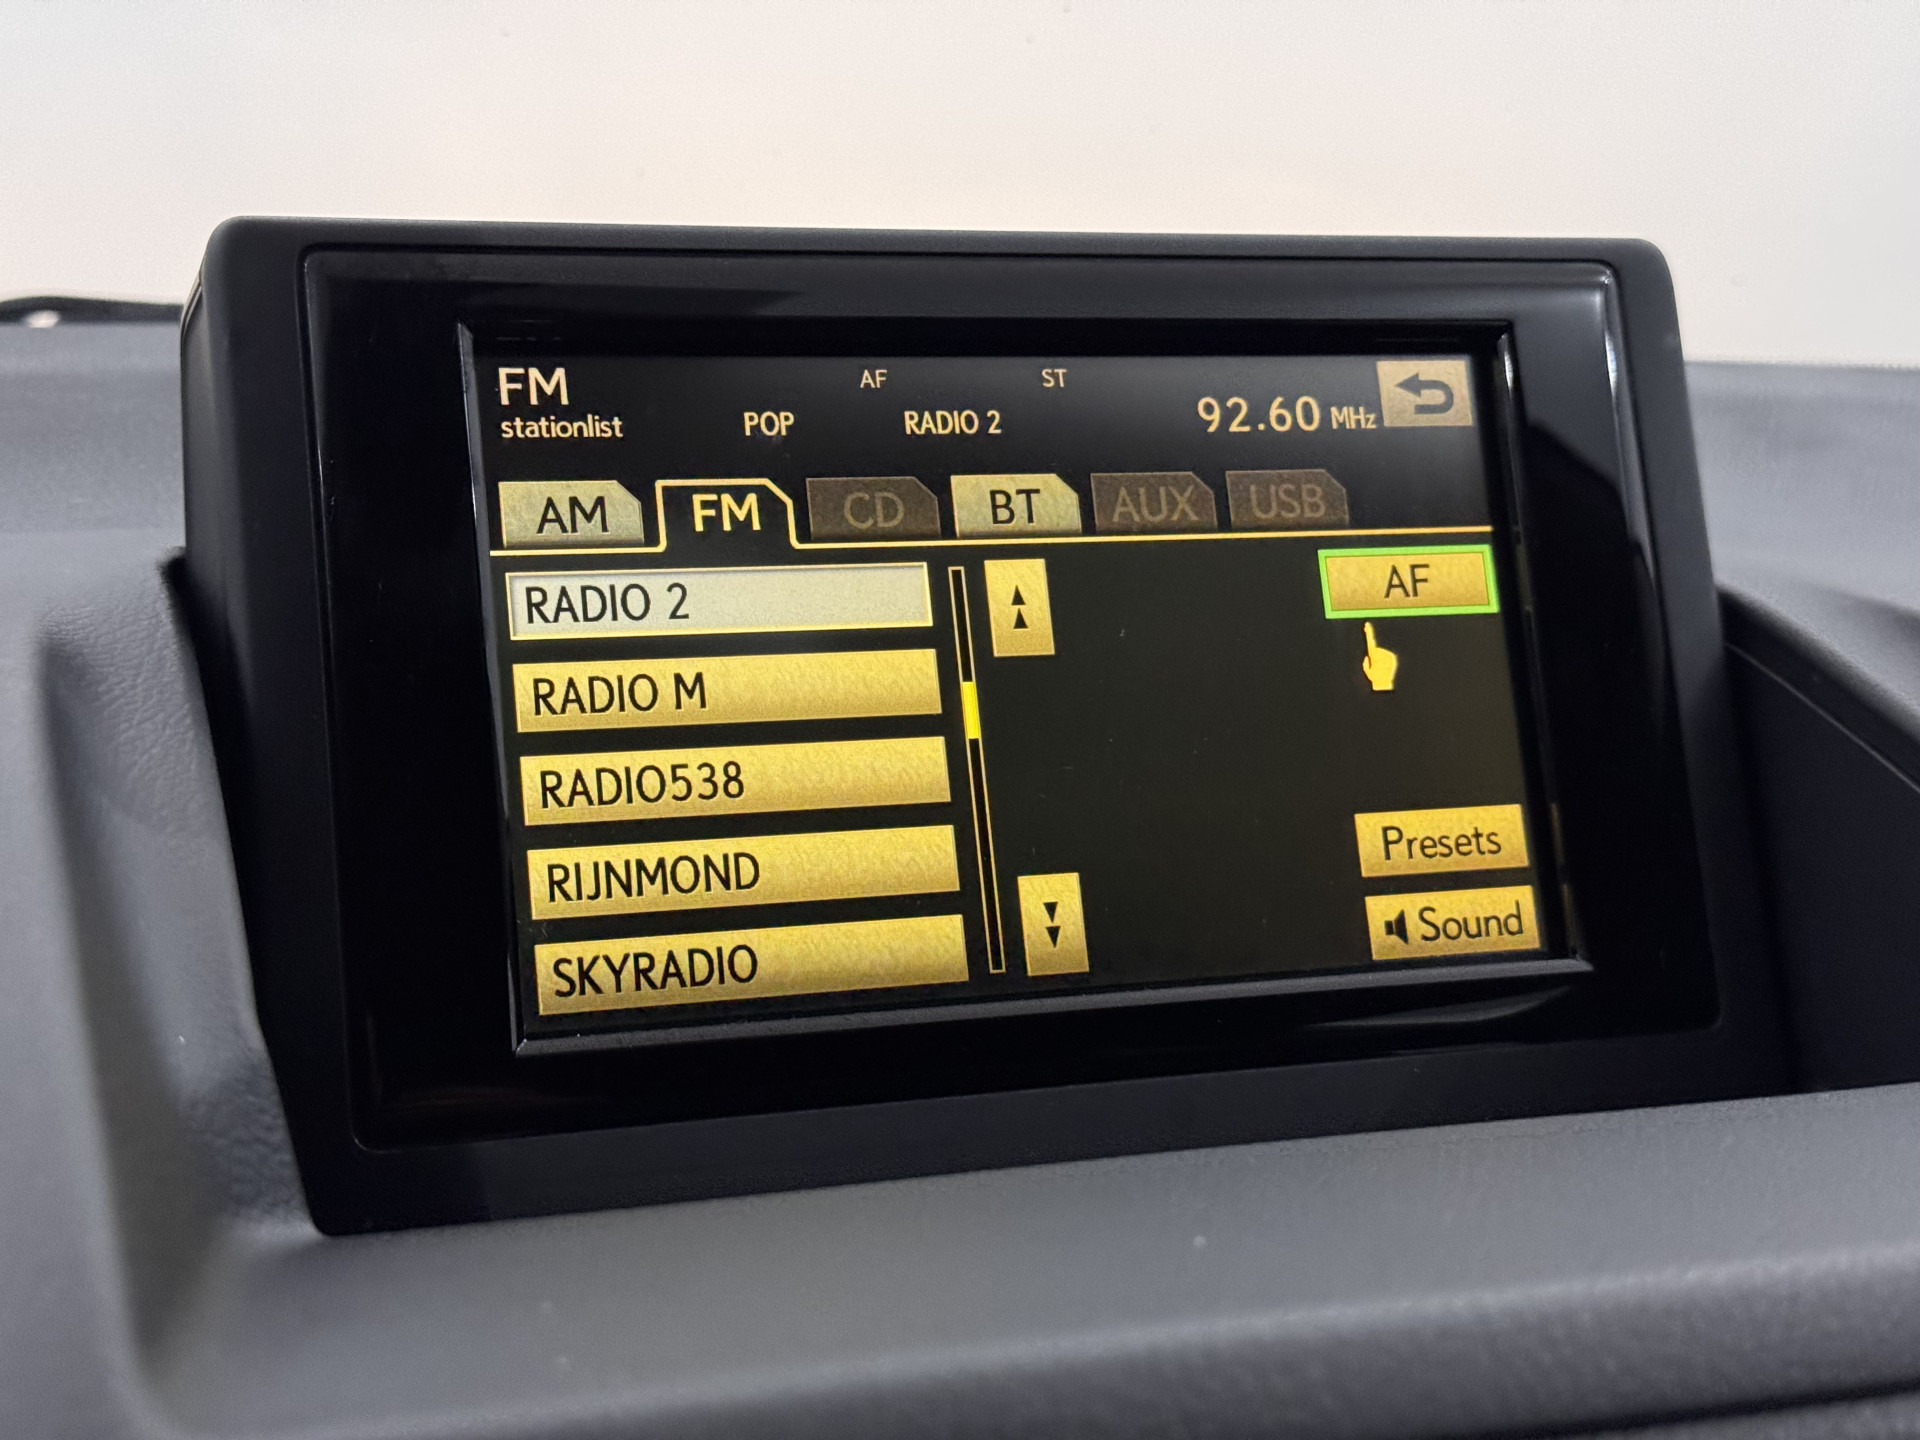 FM AF ST
stationlist POP RADIO 2 92.60 MHz
AM FM CD BT AUX USB
RADIO 2 AF
RADIO M
RADIO538
RIJNMOND Presets
SKYRADIO Sound